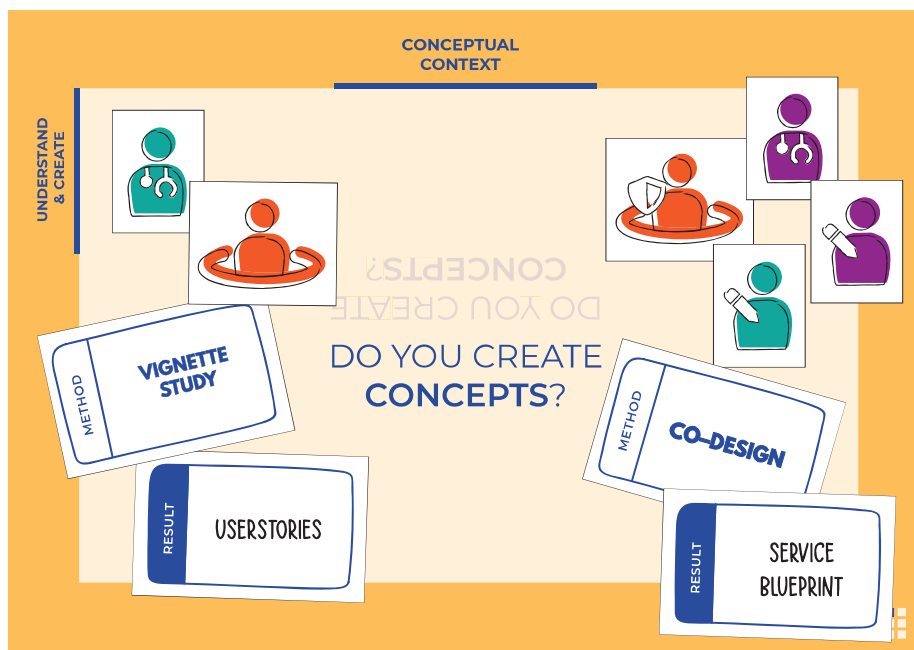 CONCEPTUAL
CONTEXT
UNDERSTAND
& CREATE
CONCEPTS?
DO YOU CREATE
DO YOU CREATE
CONCEPTS?
METHOD
VIGNETTE
STUDY
METHOD
CO-DESIGN
RESULT
USERSTORIES
RESULT
SERVICE
BLUEPRINT